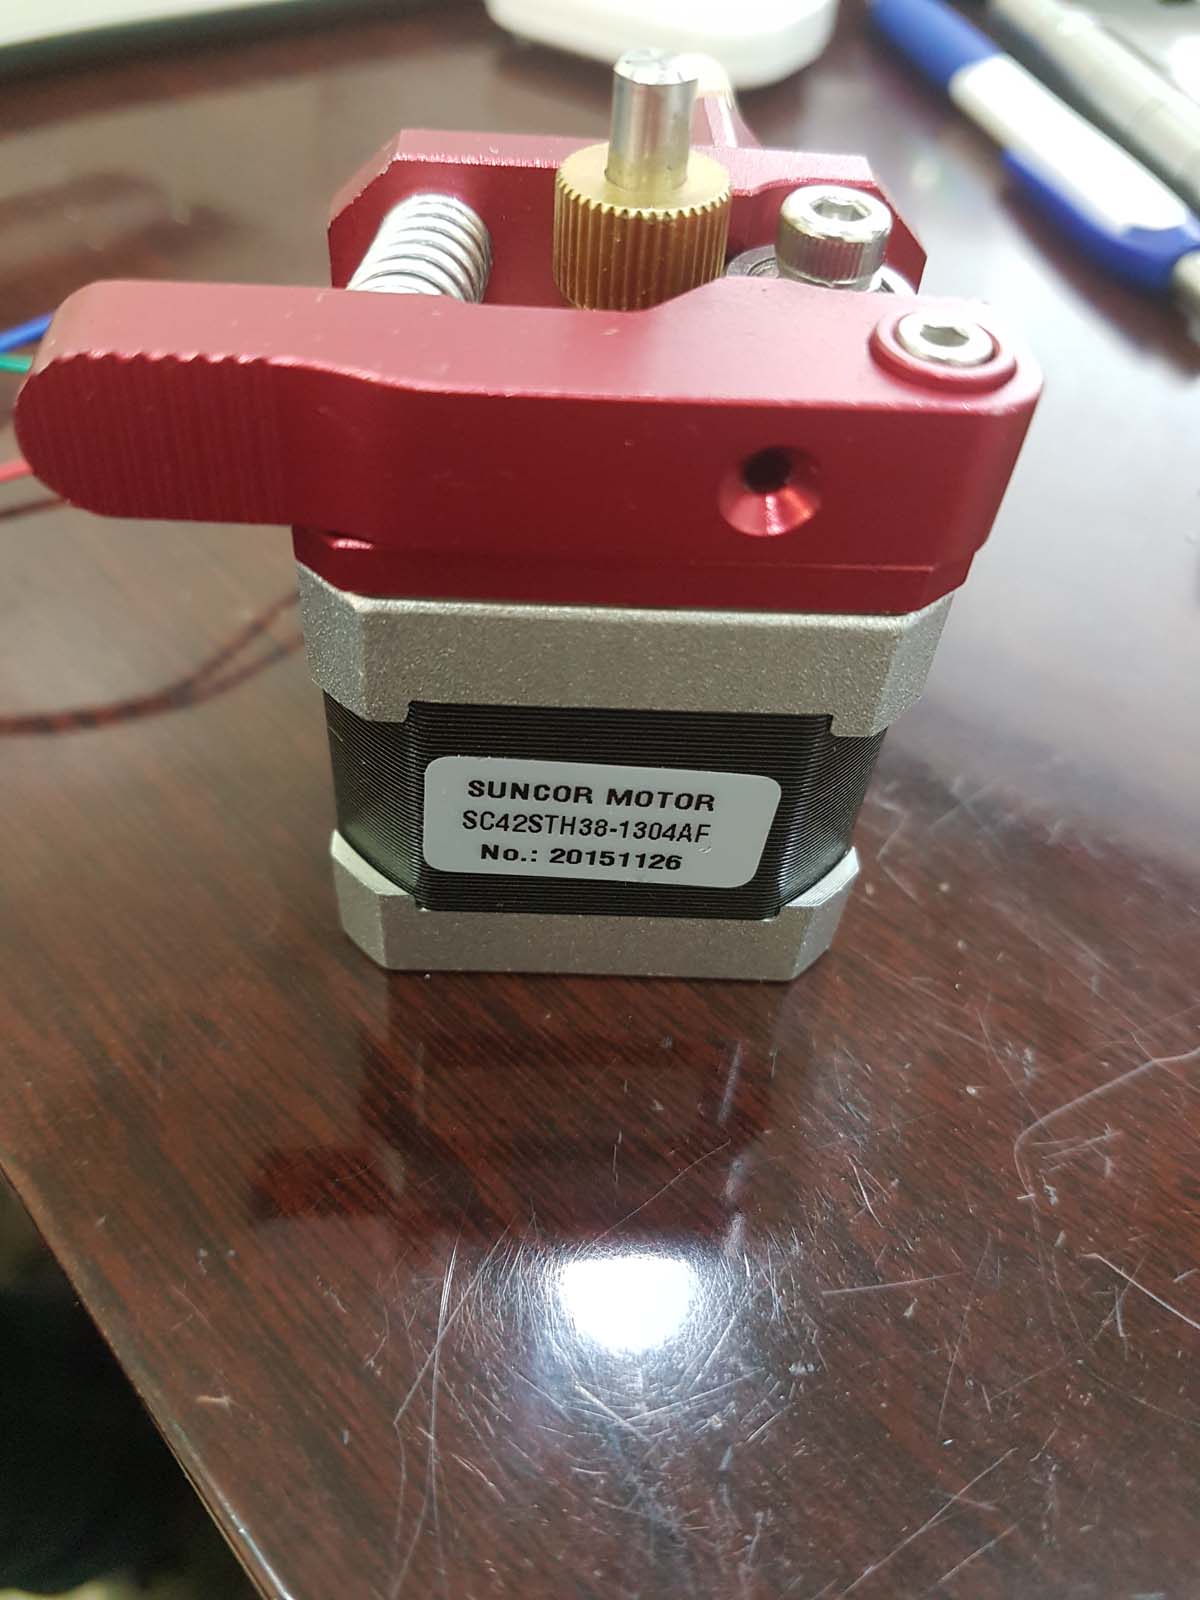 SUNCOR MOTOR
SC42STH38-1304AF
No.: 20151126